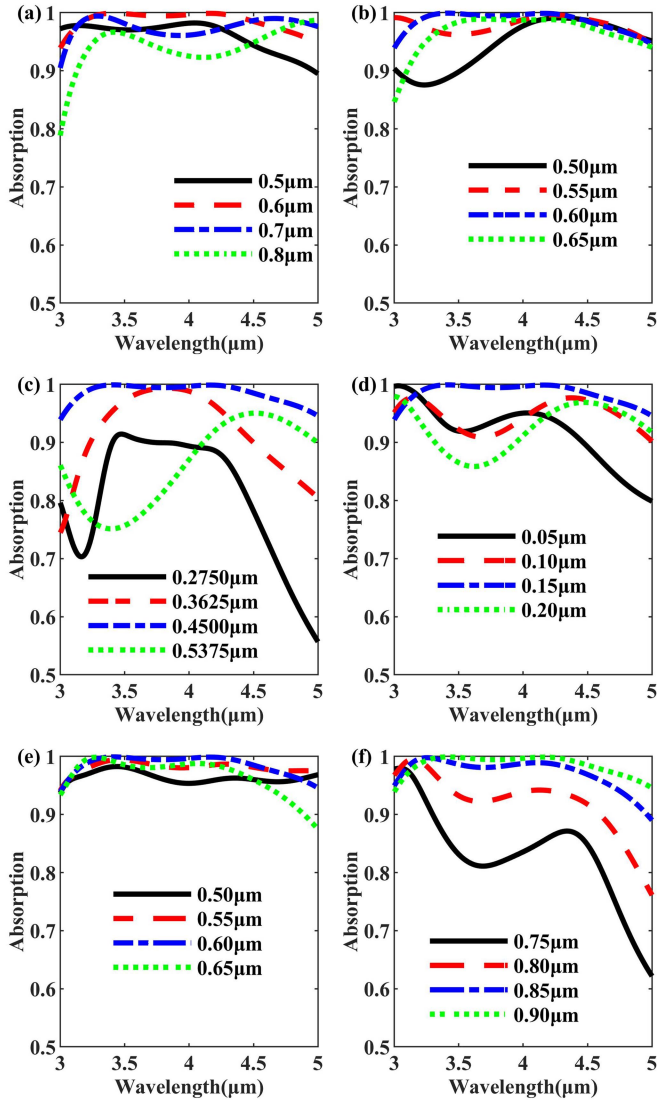 (a)
1
0.9
0.8
0.7
0.6
0.5
Absorption
0.5μm
0.6μm
0.7μm
0.8μm
3
3.5
4
4.5
5
Wavelength(μm)
(b)
1
0.9
0.8
0.7
0.6
0.5
Absorption
0.50μm
0.55μm
0.60μm
0.65μm
3
3.5
4
4.5
5
Wavelength(μm)
(c)
1
0.9
0.8
0.7
0.6
0.5
Absorption
0.2750μm
0.3625μm
0.4500μm
0.5375μm
3
3.5
4
4.5
5
Wavelength(μm)
(d)
1
0.9
0.8
0.7
0.6
0.5
Absorption
0.05μm
0.10μm
0.15μm
0.20μm
3
3.5
4
4.5
5
Wavelength(μm)
(e)
1
0.9
0.8
0.7
0.6
0.5
Absorption
0.50μm
0.55μm
0.60μm
0.65μm
3
3.5
4
4.5
5
Wavelength(μm)
(f)
1
0.9
0.8
0.7
0.6
0.5
Absorption
0.75μm
0.80μm
0.85μm
0.90μm
3
3.5
4
4.5
5
Wavelength(μm)